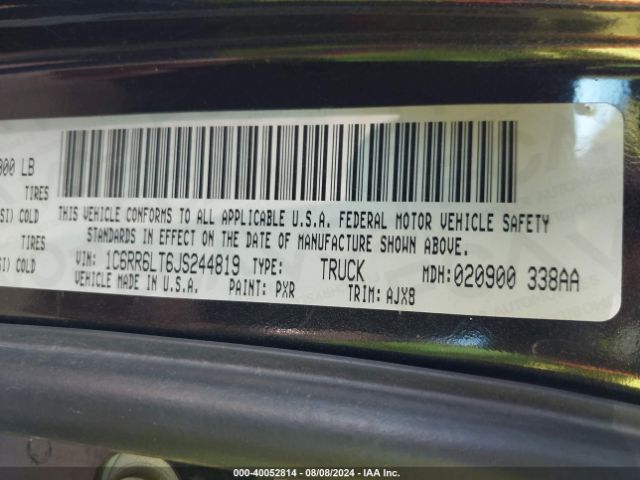 LB
TIRES
SI) COLD
TIRES
SI) COLD
THIS VEHICLE CONFORMS TO ALL APPLICABLE U.S.A. FEDERAL MOTOR VEHICLE SAFETY
STANDARDS IN EFFECT ON THE DATE OF MANUFACTURE SHOWN ABOVE.
VIN: 1C6RR6LT6JS244819 TYPE: TRUCK MDH:020900 338AA
VEHICLE MADE IN U.S.A. PAINT: PXR TRIM: AJX8
000-40052814 - 08/08/2024 - IAA Inc.